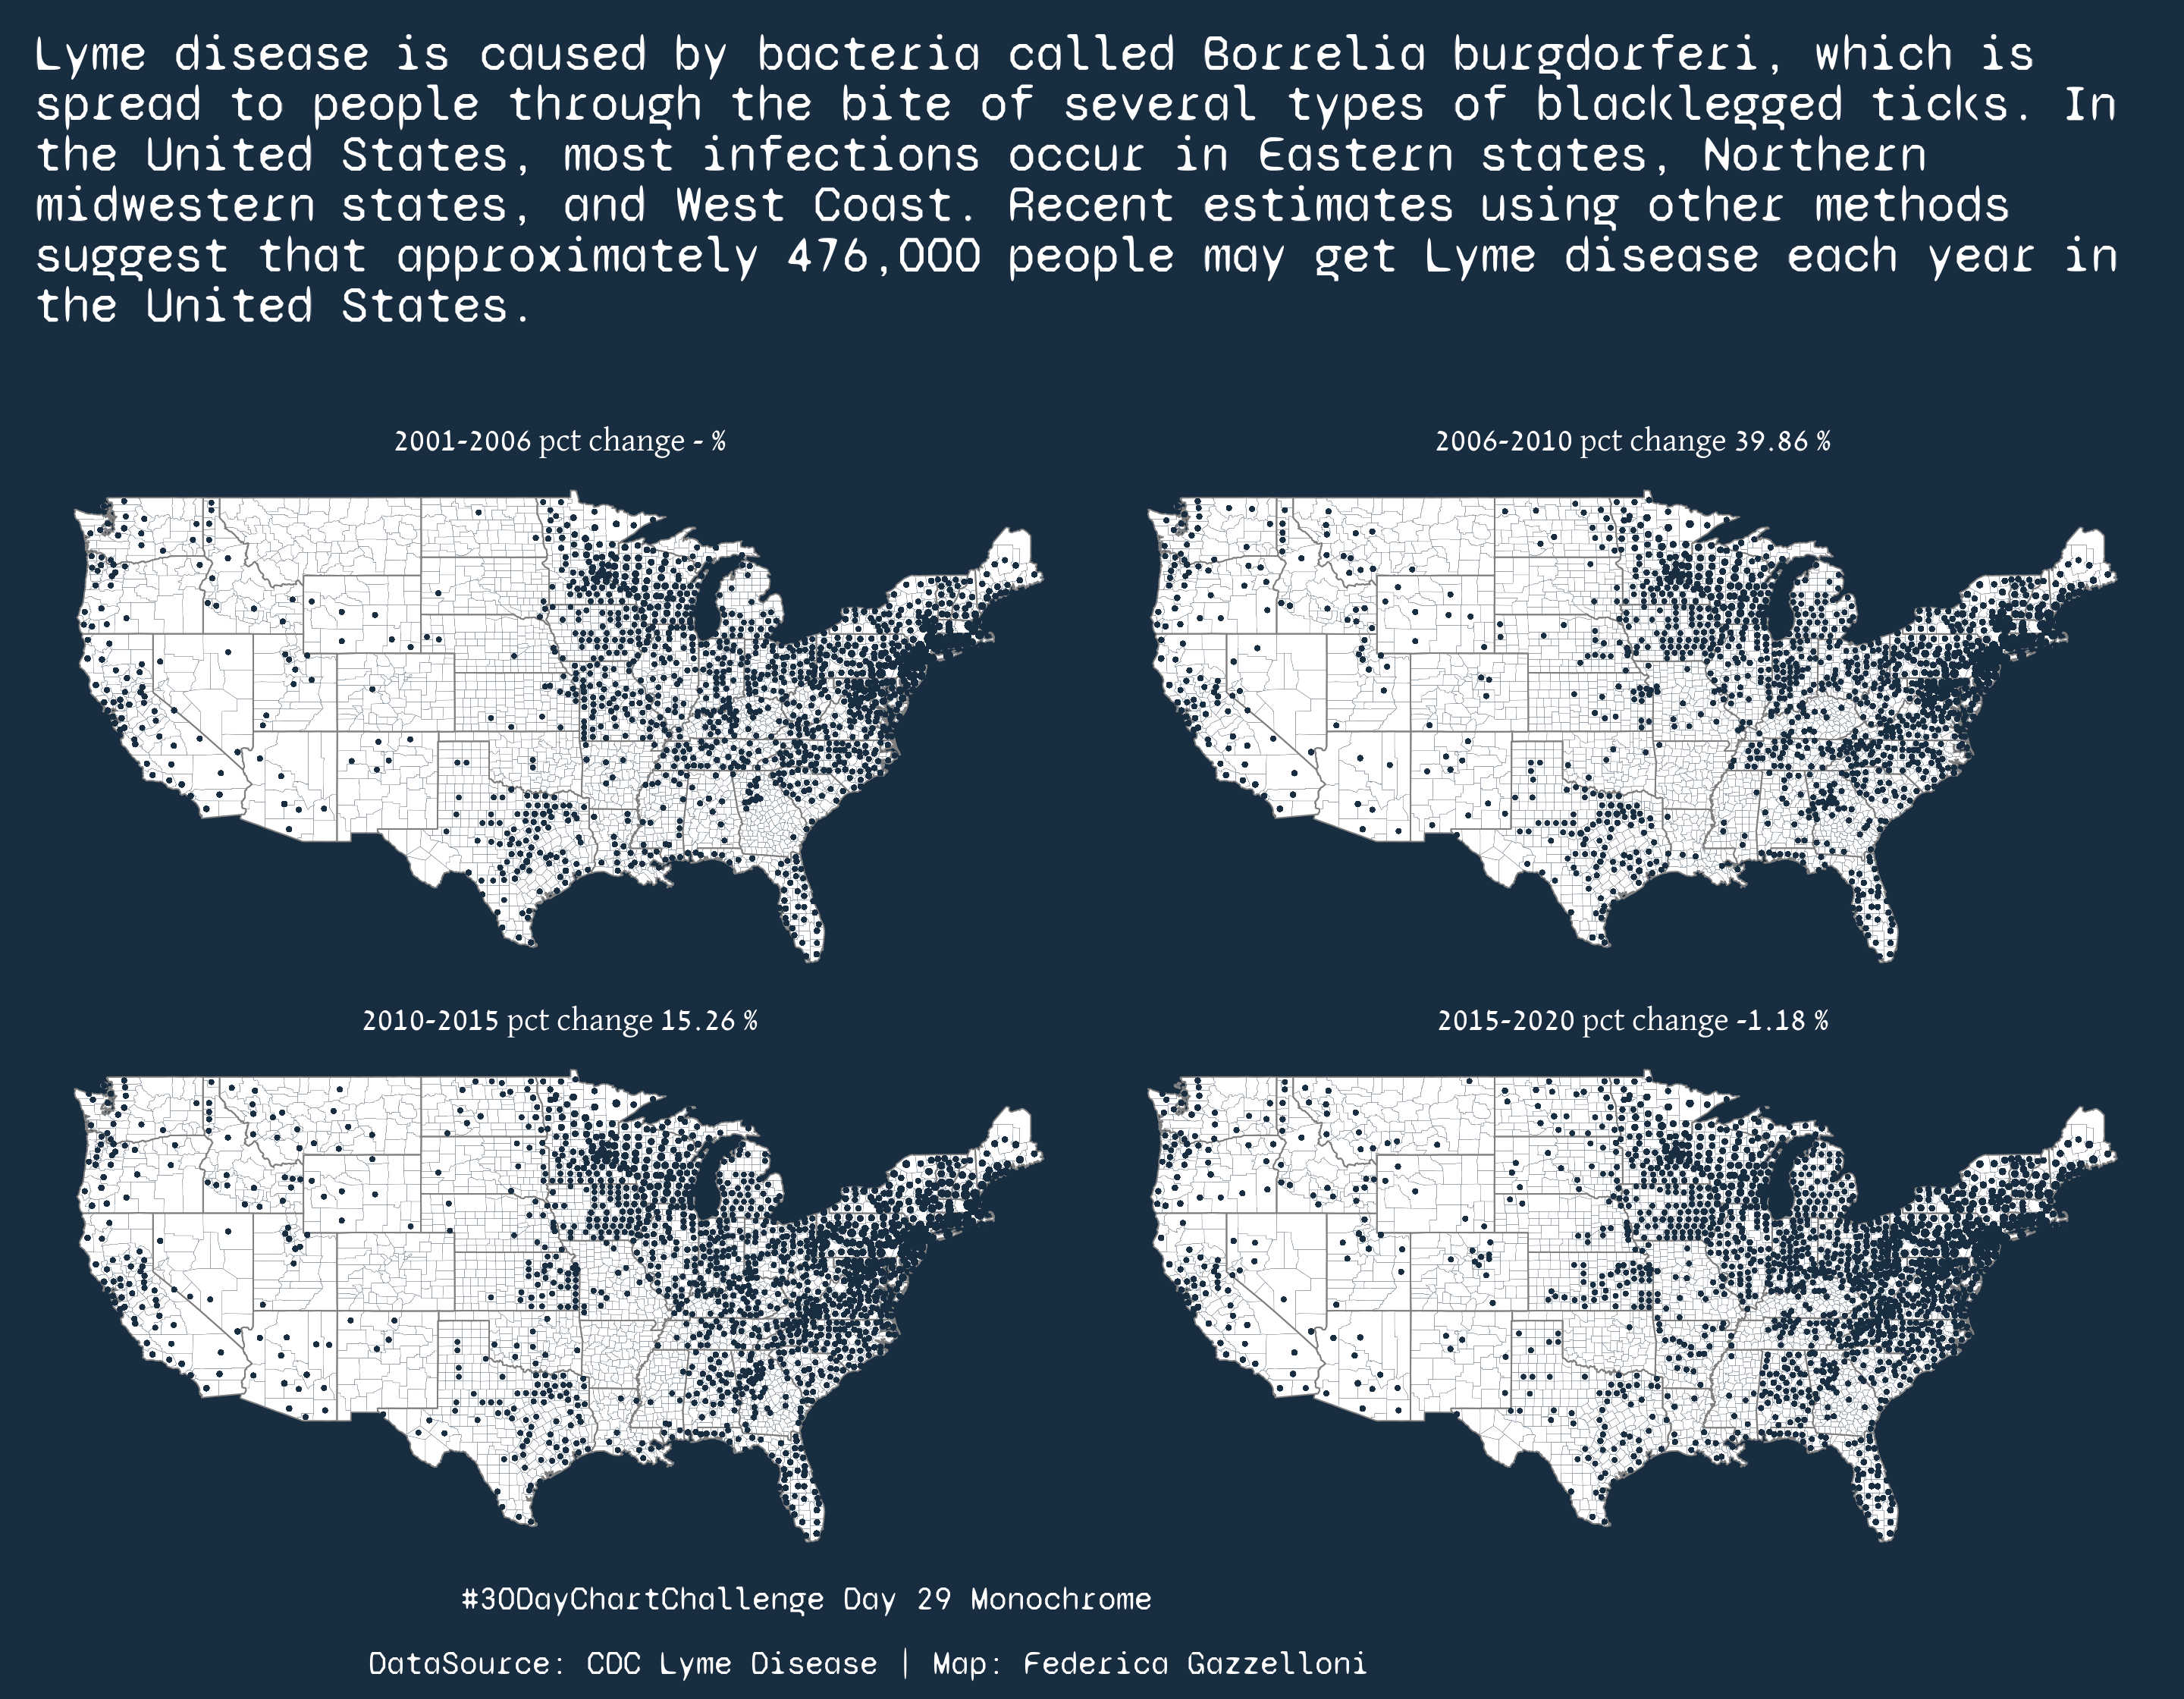 Lyme disease is caused by bacteria called Borrelia burgdorferi, which is
spread to people through the bite of several types of blacklegged ticks. In
the United States, most infections occur in Eastern states, Northern
midwestern states, and West Coast. Recent estimates using other methods
suggest that approximately 476,000 people may get Lyme disease each year in
the United States.
2001-2006 pct change - %
2006-2010 pct change 39.86 %
2010-2015 pct change 15.26 %
2015-2020 pct change -1.18 %
#30DayChartChallenge Day 29 Monochrome
DataSource: CDC Lyme Disease | Map: Federica Gazzelloni